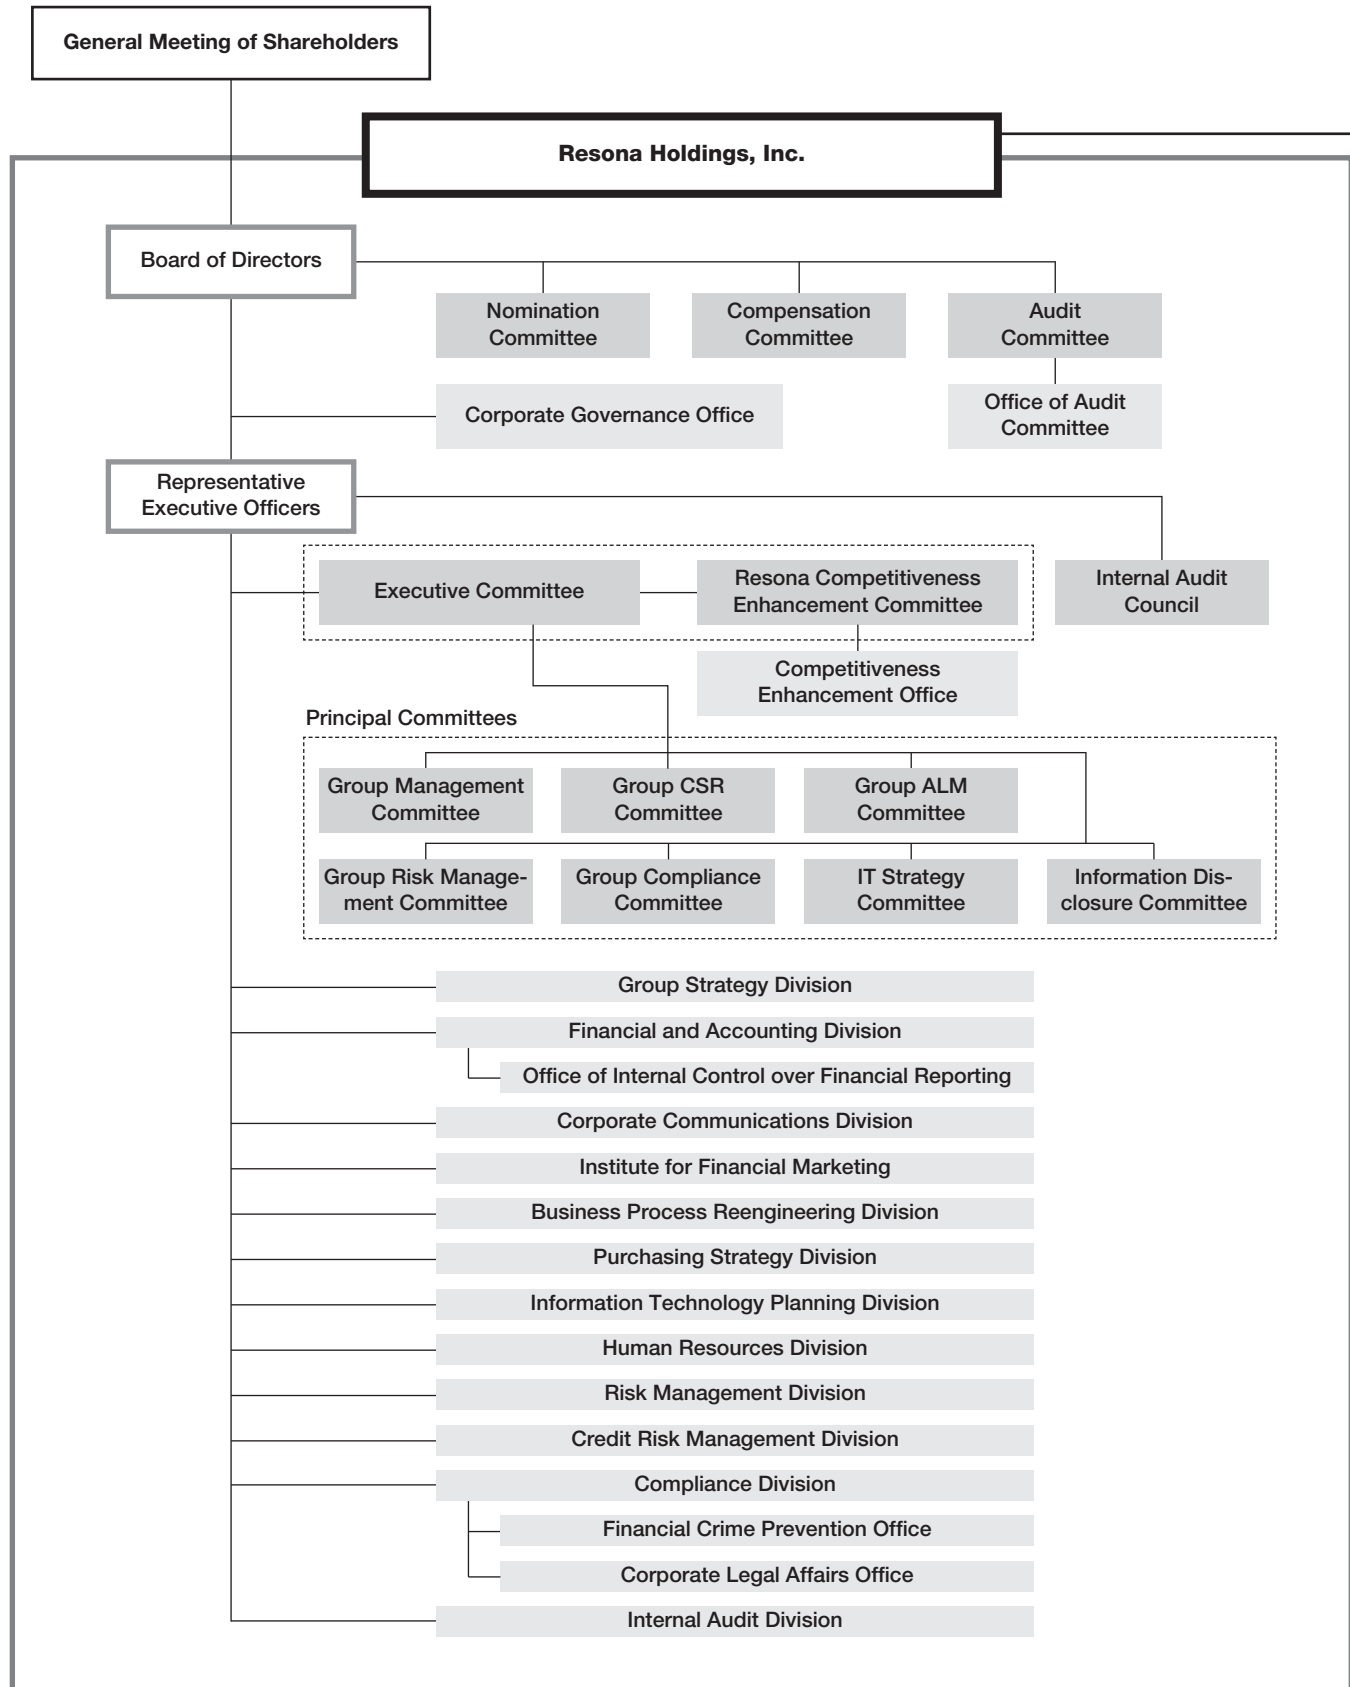 General Meeting of Shareholders
Resona Holdings, Inc.
Board of Directors
Nomination
Committee
Compensation
Committee
Audit
Committee
Corporate Governance Office
Office of Audit
Committee
Representative
Executive Officers
Executive Committee
Resona Competitiveness
Enhancement Committee
Internal Audit
Council
Competitiveness
Enhancement Office
Principal Committees
Group Management
Committee
Group CSR
Committee
Group ALM
Committee
Group Risk Manage-
ment Committee
Group Compliance
Committee
IT Strategy
Committee
Information Dis-
closure Committee
Group Strategy Division
Financial and Accounting Division
Office of Internal Control over Financial Reporting
Corporate Communications Division
Institute for Financial Marketing
Business Process Reengineering Division
Purchasing Strategy Division
Information Technology Planning Division
Human Resources Division
Risk Management Division
Credit Risk Management Division
Compliance Division
Financial Crime Prevention Office
Corporate Legal Affairs Office
Internal Audit Division